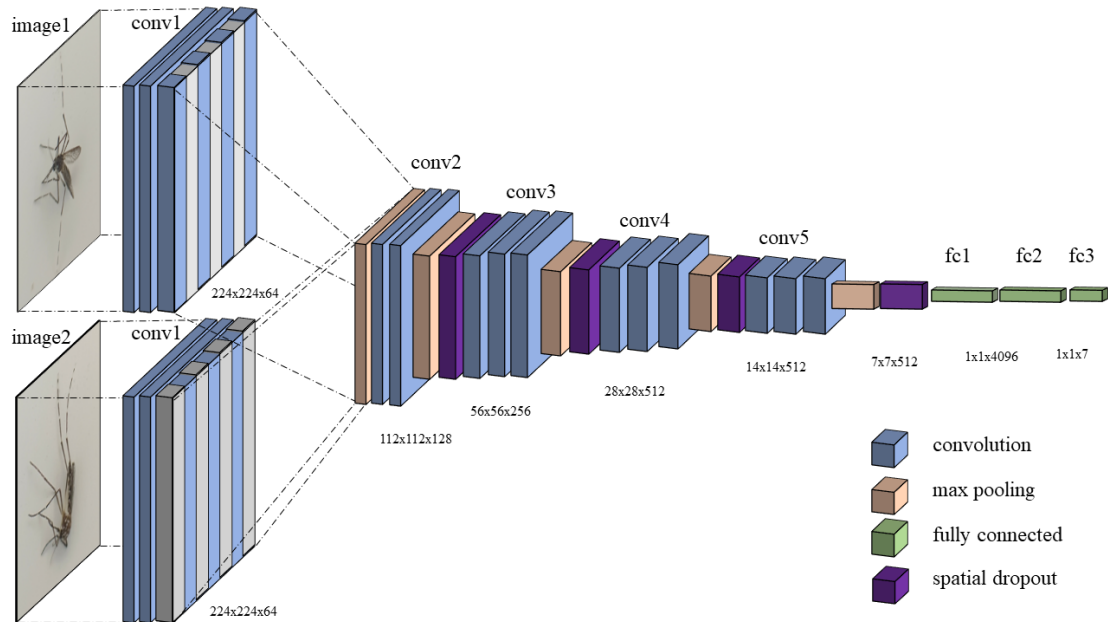 image1
conv1
224x224x64
image2
conv1
224x224x64
conv2
112x112x128
conv3
56x56x256
conv4
28x28x512
conv5
14x14x512
7x7x512
fc1
fc2
fc3
1x1x4096
1x1x7
convolution
max pooling
fully connected
spatial dropout